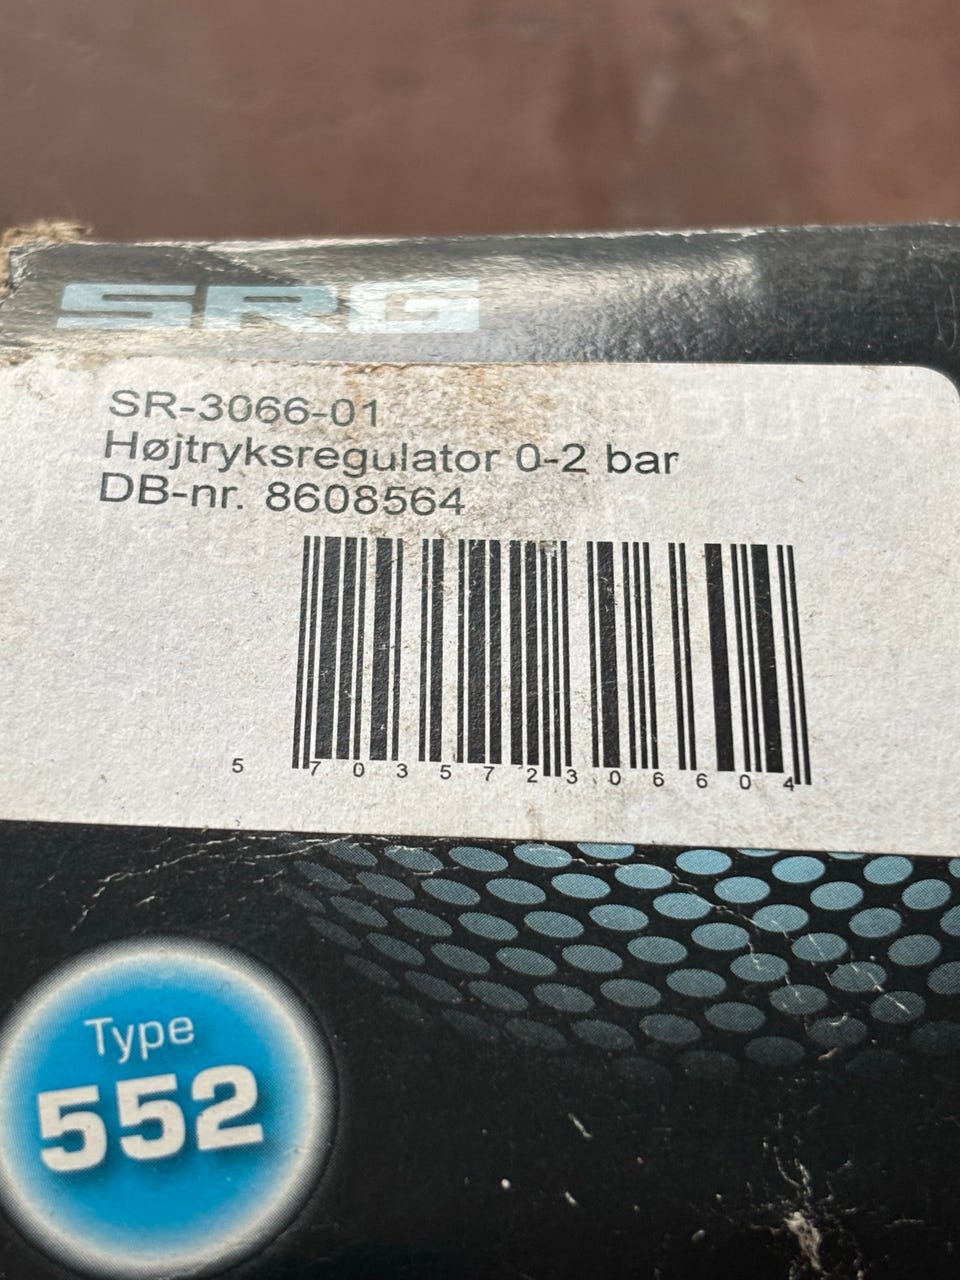 SRG
SR-3066-01
Højtryksregulator 0-2 bar
DB-nr. 8608564
5 703572 306604
Type
552